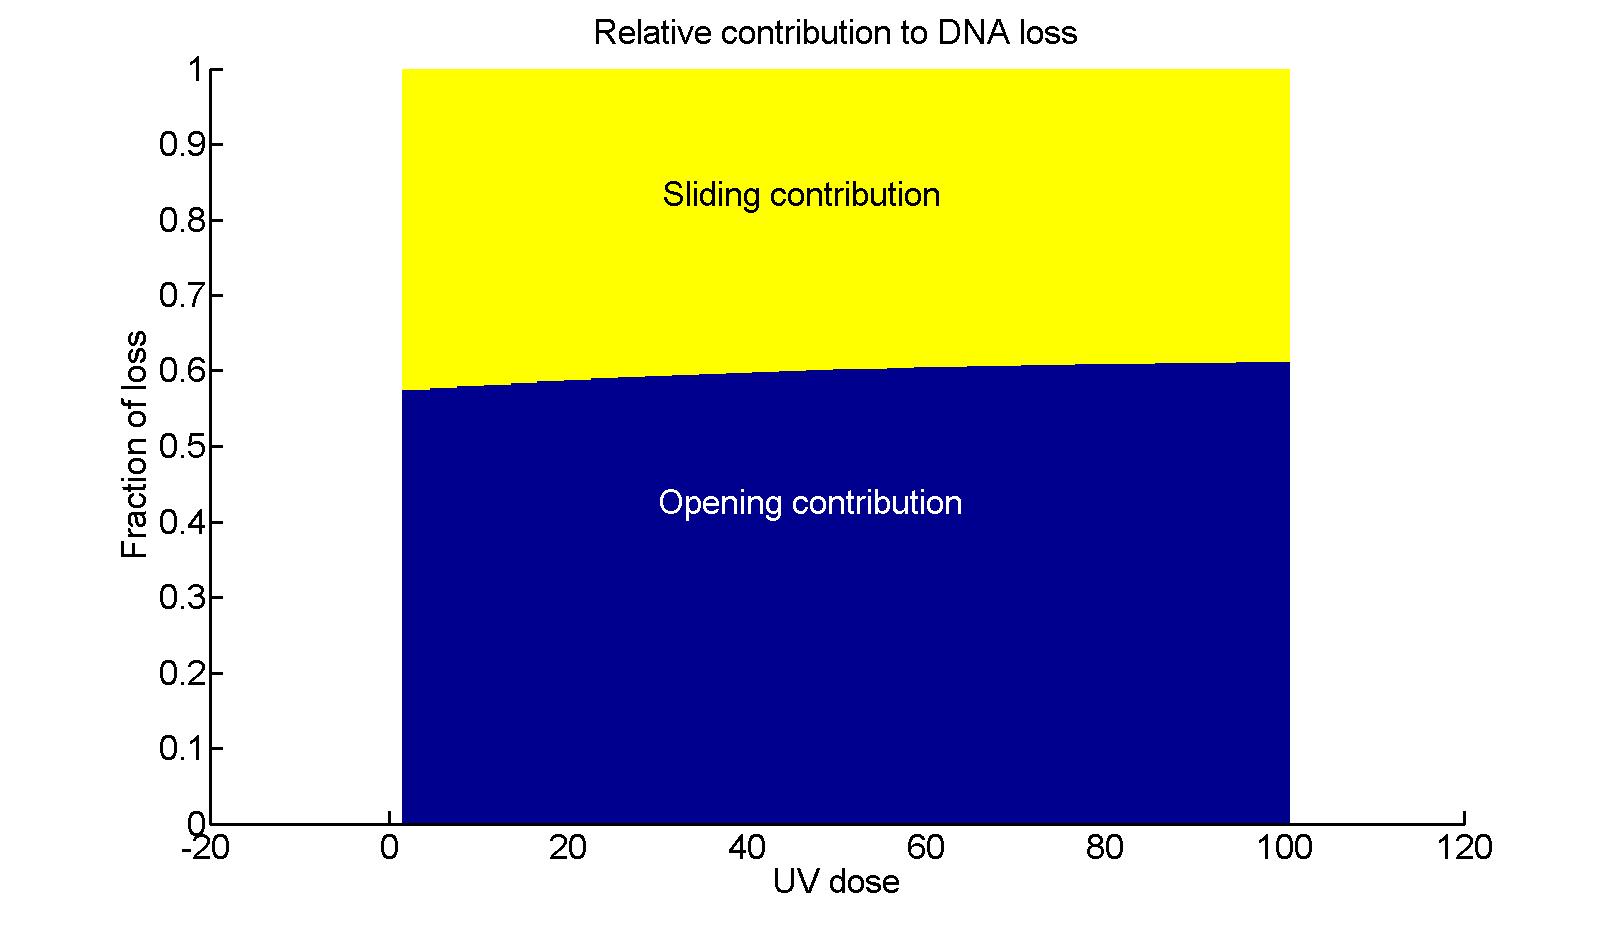 Relative contribution to DNA loss
1
0.9
Sliding contribution
0.8
0.7
0.6
Fraction of loss
0.5
Opening contribution
0.4
0.3
0.2
0.1
0
-20 0 20 40 60 80 100 120
UV dose